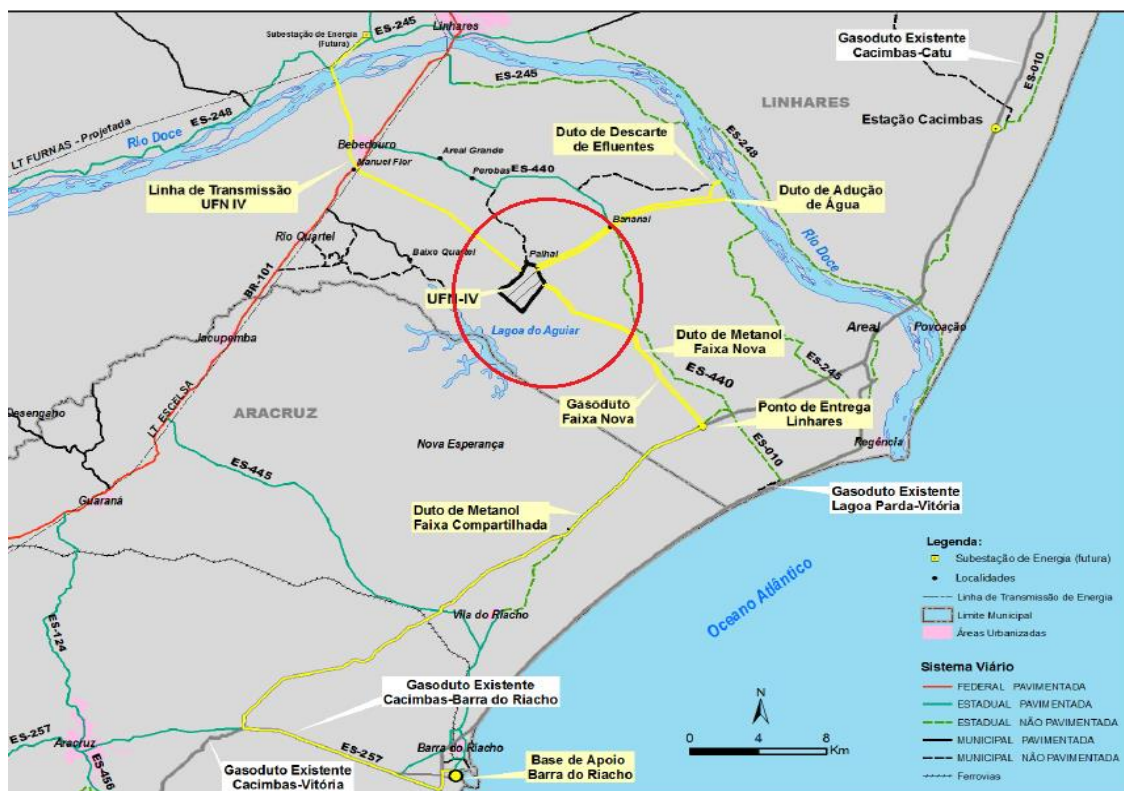 ES-245
Linhares
Subestação de Energia
(Futura)
Gasoduto Existente
Cacimbas-Catu
ES-010
ES-245
ES-248
LINHARES
Estação Cacimbas
LT FURNAS - Projetada
Rio Doce
Duto de Descarte
de Efluentes
ES-248
Bebedouro
Areal Grande
Manuel Flor
Perobas
ES-440
Linha de Transmissão
UFN IV
Duto de Adução
de Água
Bananal
Rio Quartel
Baixo Quartel
Palhal
Rio Doce
BR-101
UFN-IV
Lagoa do Aguiar
Areal
Povoação
Jacupemba
Duto de Metanol
Faixa Nova
ES-245
ES-440
LT ESCELSA
Desengano
ARACRUZ
Gasoduto
Faixa Nova
Ponto de Entrega
Linhares
Nova Esperança
ES-010
Regência
ES-445
Guaraná
Gasoduto Existente
Lagoa Parda-Vitória
Duto de Metanol
Faixa Compartilhada
Legenda:
Subestação de Energia (futura)
Localidades
Linha de Transmissão de Energia
Limite Municipal
Áreas Urbanizadas
Oceano Atlântico
Vila do Riacho
ES-124
Sistema Viário
FEDERAL PAVIMENTADA
ESTADUAL PAVIMENTADA
ESTADUAL NÃO PAVIMENTADA
MUNICIPAL PAVIMENTADA
MUNICIPAL NÃO PAVIMENTADA
Ferrovias
Gasoduto Existente
Cacimbas-Barra do Riacho
N
0 4 8
Km
ES-257
Aracruz
ES-456
Gasoduto Existente
Cacimbas-Vitória
ES-257
Barra do Riacho
Base de Apoio
Barra do Riacho